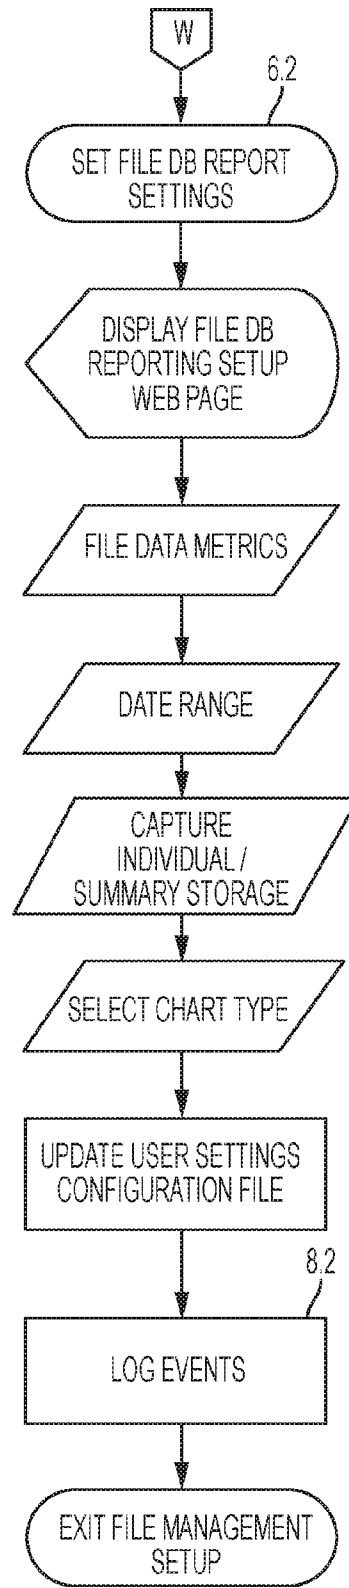 W
6.2
SET FILE DB REPORT
SETTINGS
DISPLAY FILE DB
REPORTING SETUP
WEB PAGE
FILE DATA METRICS
DATE RANGE
CAPTURE
INDIVIDUAL /
SUMMARY STORAGE
SELECT CHART TYPE
UPDATE USER SETTINGS
CONFIGURATION FILE
8.2
LOG EVENTS
EXIT FILE MANAGEMENT
SETUP